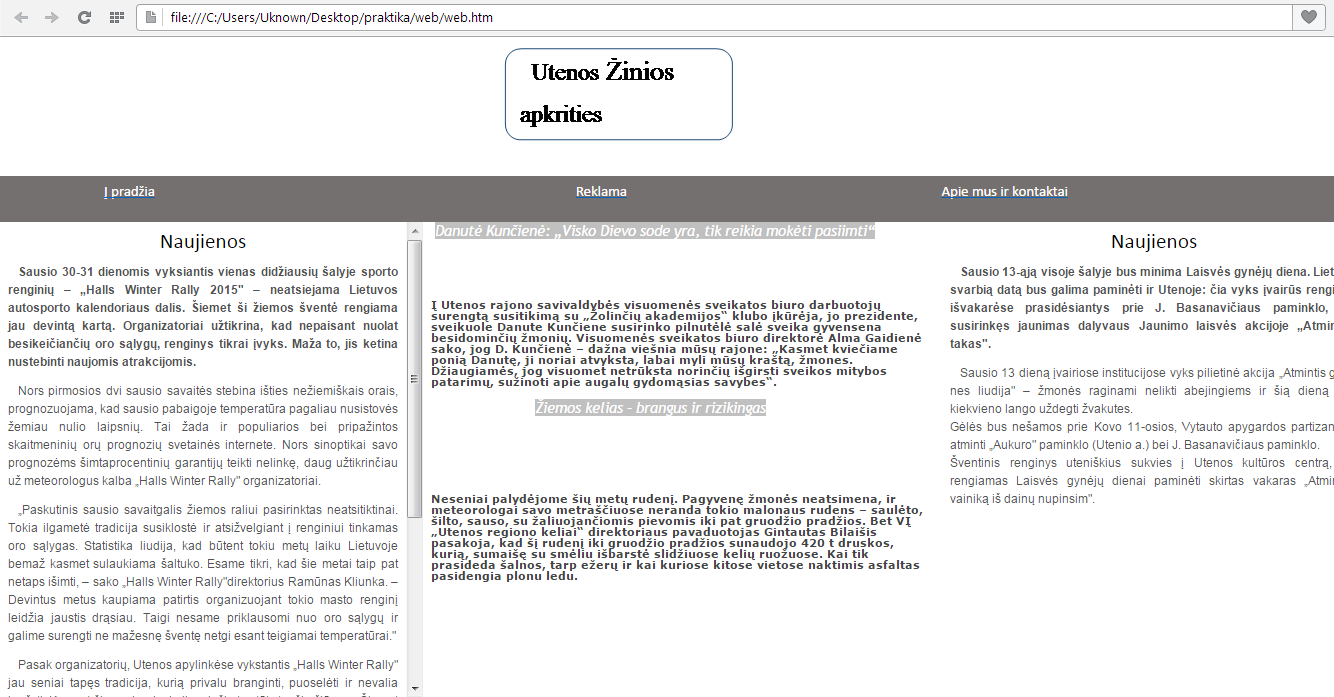 file:///C:/Users/Uknown/Desktop/praktika/web/web.htm
Utenos Žinios
apkrities
Į pradžia
Reklama
Apie mus ir kontaktai
Naujienos
Sausio 30-31 dienomis vyksiantis vienas didžiausių šalyje sporto
renginių – „Halls Winter Rally 2015" – neatsiejama Lietuvos
autosporto kalendoriaus dalis. Šiemet ši žiemos šventė rengiama
jau devintą kartą. Organizatoriai užtikrina, kad nepaisant nuolat
besikeičiančių oro sąlygų, renginys tikrai įvyks. Maža to, jis ketina
nustebinti naujomis atrakcijomis.
Nors pirmosios dvi sausio savaitės stebina išties nežiemiškais orais,
prognozuojama, kad sausio pabaigoje temperatūra pagaliau nusistovės
žemiau nulio laipsnių. Tai žada ir populiarios bei pripažintos
skaitmeninių orų prognozių svetainės internete. Nors sinoptikai savo
prognozėms šimtaprocentinių garantijų teikti nelinkę, daug užtikrinčiau
už meteorologus kalba „Halls Winter Rally" organizatoriai.
„Paskutinis sausio savaitgalis žiemos raliui pasirinktas neatsitiktinai.
Tokia ilgametė tradicija susiklostė ir atsižvelgiant į renginiui tinkamas
oro sąlygas. Statistika liudija, kad būtent tokiu metų laiku Lietuvoje
bemaž kasmet sulaukiama šaltuko. Esame tikri, kad šie metai taip pat
netaps išimti, – sako „Halls Winter Rally"direktorius Ramūnas Kliunka. –
Devintus metus kaupiama patirtis organizuojant tokio masto renginį
leidžia jaustis drąsiau. Taigi nesame priklausomi nuo oro sąlygų ir
galime surengti ne mažesnę šventę netgi esant teigiamai temperatūrai."
Pasak organizatorių, Utenos apylinkėse vykstantis „Halls Winter Rally"
jau seniai tapęs tradicija, kurią privalu branginti, puoselėti ir nevalia
Danutė Kunčienė: „Visko Dievo sode yra, tik reikia mokėti pasiimti“
Į Utenos rajono savivaldybės visuomenės sveikatos biuro darbuotojų
surengtą susitikimą su „Žolinčių akademijos“ klubo įkūrėja, jo prezidente,
sveikuole Danute Kunčiene susirinko pilnutėlė salė sveika gyvensena
besidominčių žmonių. Visuomenės sveikatos biuro direktorė Alma Gaidienė
sako, jog D. Kunčienė – dažna viešnia mūsų rajone: „Kasmet kviečiame
ponią Danutę, ji noriai atvyksta, labai myli mūsų kraštą, žmones.
Džiaugiamės, jog visuomet netrūksta norinčių išgirsti sveikos mitybos
patarimų, sužinoti apie augalų gydomąsias savybes“.
Žiemos kelias - brangus ir rizikingas
Neseniai palydėjome šių metų rudenį. Pagyvenę žmonės neatsimena, ir
meteorologai savo metraščiuose neranda tokio malonaus rudens – saulėto,
šilto, sauso, su žaliuojančiomis pievomis iki pat gruodžio pradžios. Bet VĮ
„Utenos regiono keliai“ direktoriaus pavaduotojas Gintautas Bilaišis
pasakoja, kad šį rudenį iki gruodžio pradžios sunaudojo 420 t druskos,
kurią, sumaišę su smėliu išbarstė slidžiuose kelių ruožuose. Kai tik
prasideda šalnos, tarp ežerų ir kai kuriose kitose vietose naktimis asfaltas
pasidengia plonu ledu.
Naujienos
Sausio 13-ąją visoje šalyje bus minima Laisvės gynėjų diena. Liet
svarbią datą bus galima paminėti ir Utenoje: čia vyks įvairūs rengi
išvakarėse prasidėsiantys prie J. Basanavičiaus paminklo,
susirinkęs jaunimas dalyvaus Jaunimo laisvės akcijoje „Atmin
takas".
Sausio 13 dieną įvairiose institucijose vyks pilietinė akcija „Atmintis g
nes liudija" – žmonės raginami nelikti abejingiems ir šią dieną
kiekvieno lango uždegti žvakutes.
Gėlės bus nešamos prie Kovo 11-osios, Vytauto apygardos partizan
atminti „Aukuro" paminklo (Utenio a.) bei J. Basanavičiaus paminklo.
Šventinis renginys uteniškius sukvies į Utenos kultūros centrą,
rengiamas Laisvės gynėjų dienai paminėti skirtas vakaras „Atmin
vainiką iš dainų nupinsim".